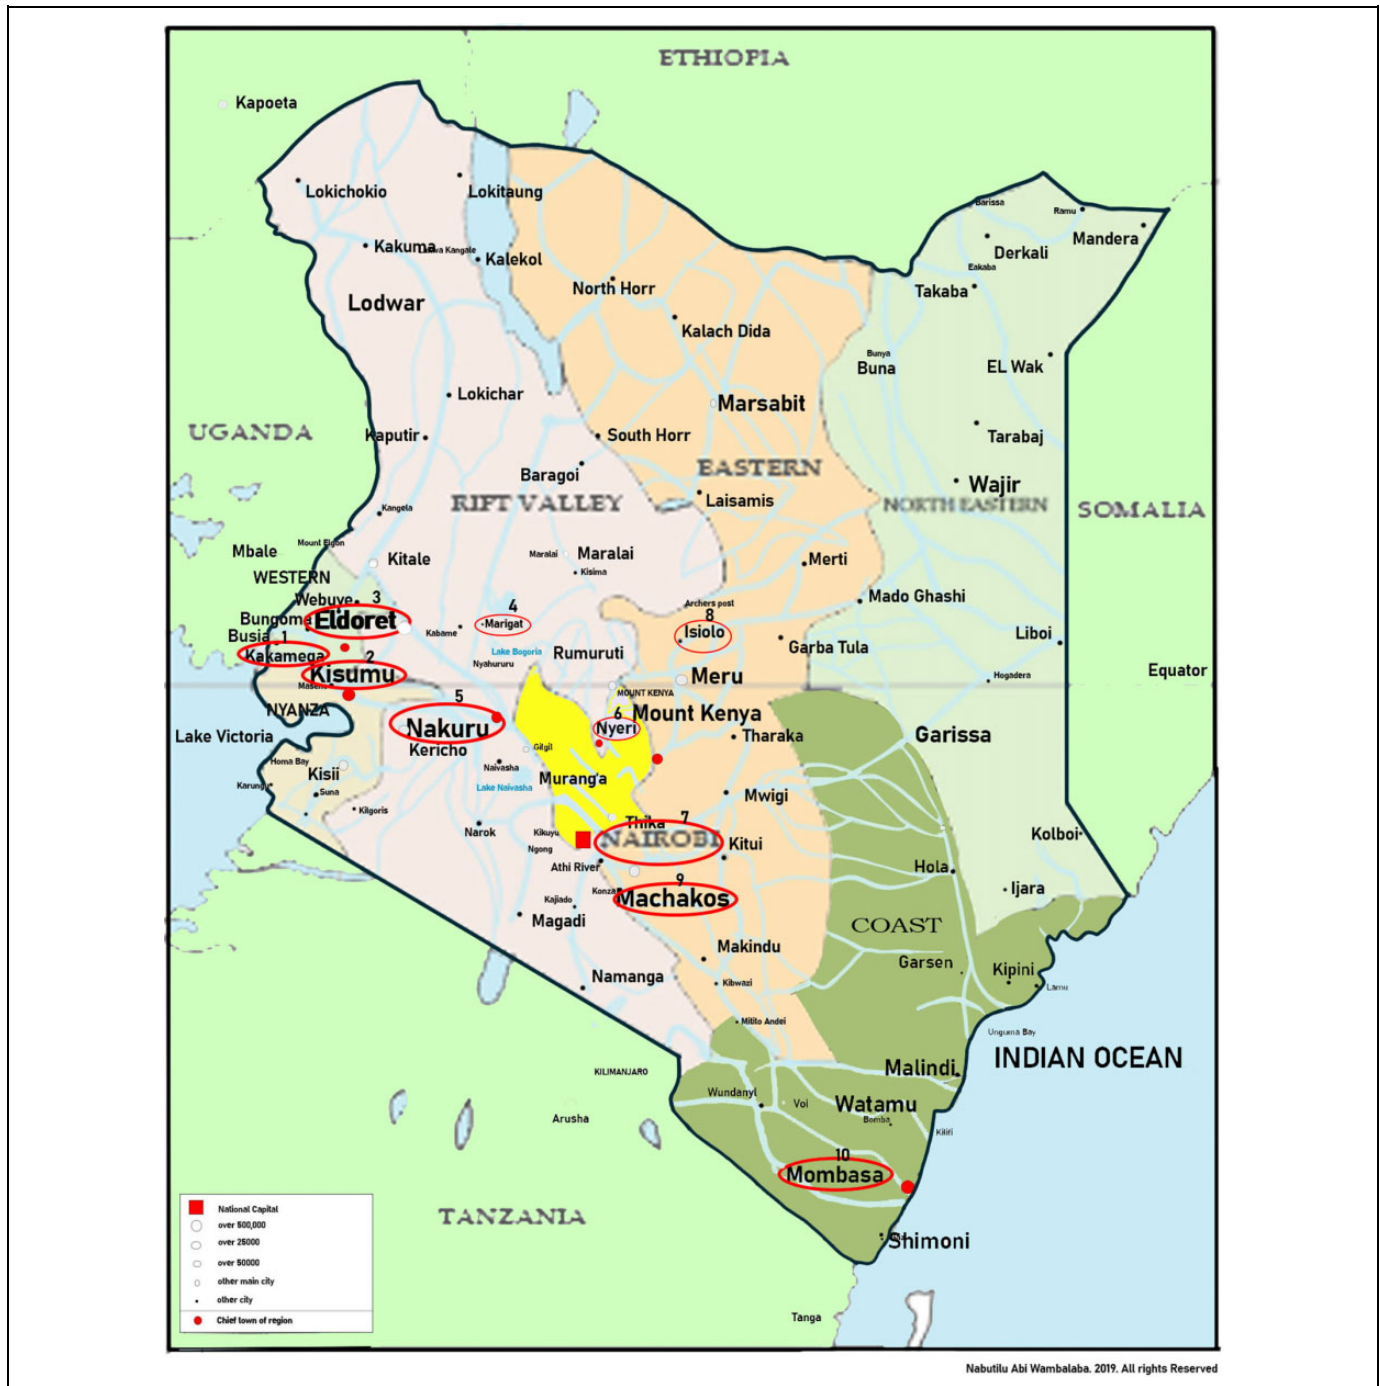 ETHIOPIA
Kapoeta
Lokichokio
Lokitaung
Barissa
Ramu
Mandera
Kakuma
Kalekol
Derkali
Eakaba
Lodwar
North Horr
Takaba
Kalach Dida
Bunya
Buna
EL Wak
Lokichar
Marsabit
UGANDA
Kaputir
South Horr
Tarabaj
Baragoi
EASTERN
Wajir
RIFT VALLEY
Laisamis
NORTH EASTERN
SOMALIA
Kangela
Mount Elgon
Mbale
Kitale
Maralai
Maralai
Merti
WESTERN
Kisima
Webuye
3
4
Archers post
8
Mado Ghashi
Bungoma
Eldoret
Marigat
Isiolo
Busia
1
Kabame
Garba Tula
Liboi
Kakamega
2
Lake Bogoria
Rumuruti
Kisumu
Nyahururu
Meru
Hogadera
Equator
5
MOUNT KENYA
NYANZA
6
Mount Kenya
Lake Victoria
Nakuru
Nyeri
Tharaka
Garissa
Kericho
Gilgil
Homa Bay
Kisii
Naivasha
Murang'a
Karungu
Suna
Lake Naivasha
Mwigi
Kilgoris
Narok
Thika
7
Kikuyu
NAIROBI
Kitui
Kolboi
Ngong
Athi River
Hola
9
Konza
Machakos
Ijara
Kajiado
Magadi
COAST
Makindu
Garsen
Kipini
Namanga
Kibwazi
Lamu
Mitilo Andei
Unguma Bay
INDIAN OCEAN
KILIMANJARO
Malindi
Wundanyl
Voi
Watamu
Arusha
Bomba
Kiliri
10
Mombasa
TANZANIA
Shimoni
National Capital
over 500,000
over 25000
over 50000
other main city
other city
Chief town of region
Tanga
Nabutilu Abi Wambalaba. 2019. All rights Reserved